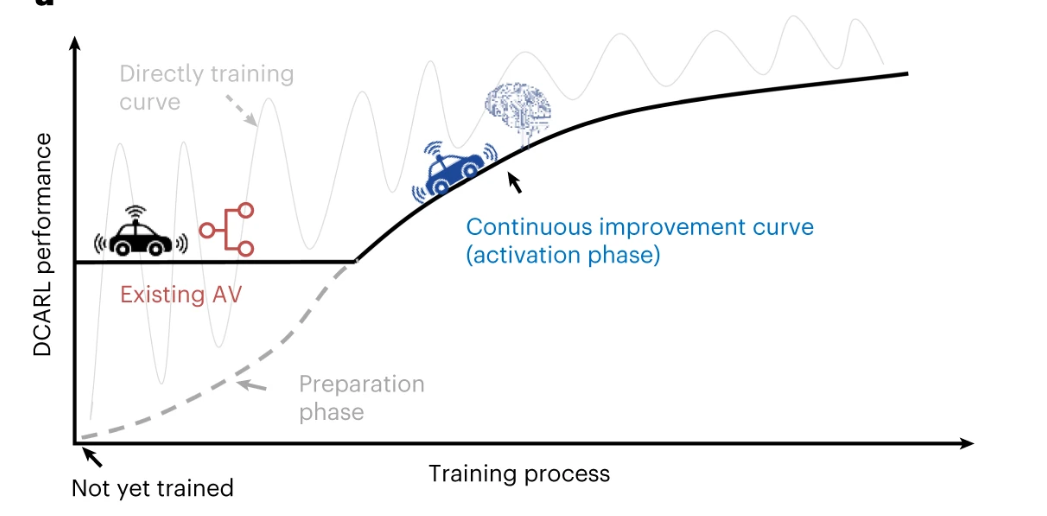 Directly training
curve
DCARL performance
Existing AV
Continuous improvement curve
(activation phase)
Preparation
phase
Not yet trained
Training process